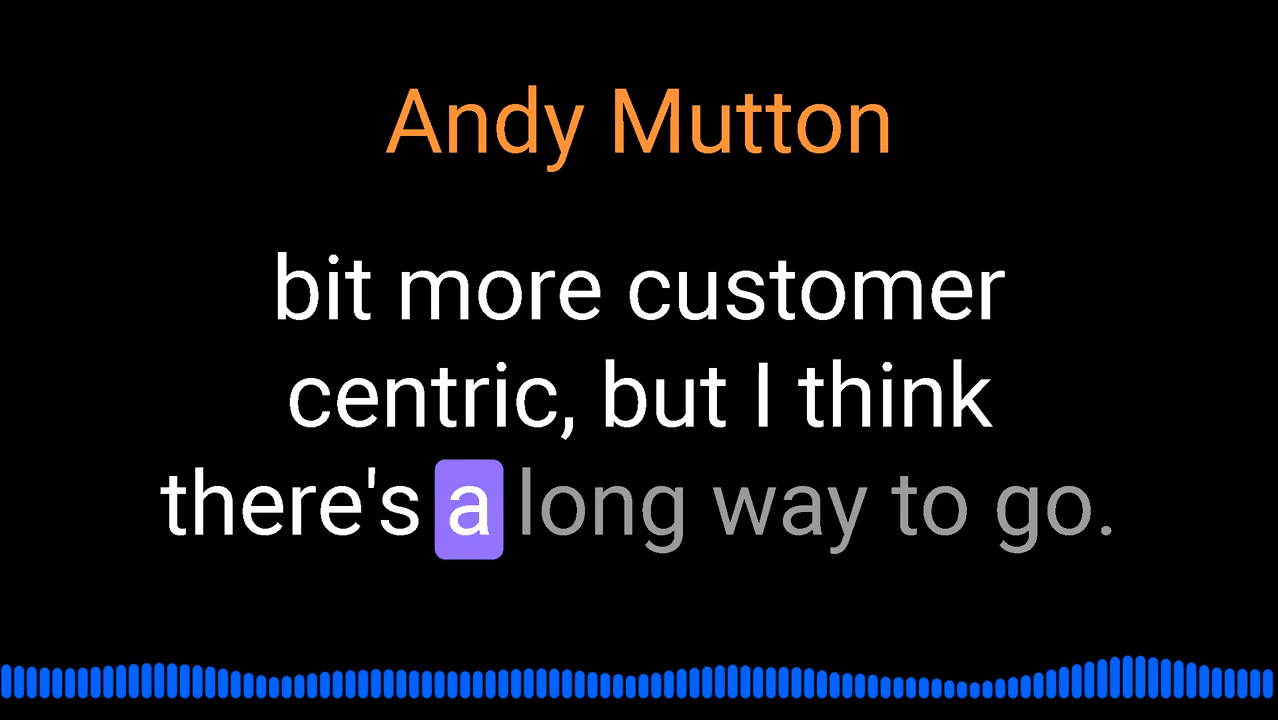 Andy Mutton
bit more customer
centric, but I think
there's a long way to go.